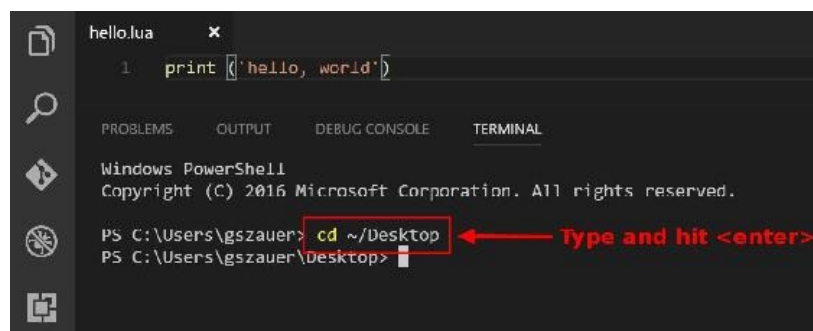 hello.lua ×
1 print ('hello, world')
PROBLEMS OUTPUT DEBUG CONSOLE TERMINAL
Windows PowerShell
Copyright (C) 2016 Microsoft Corporation. All rights reserved.
PS C:\Users\gszauer> cd ~/Desktop Type and hit <enter>
PS C:\Users\gszauer\Desktop>